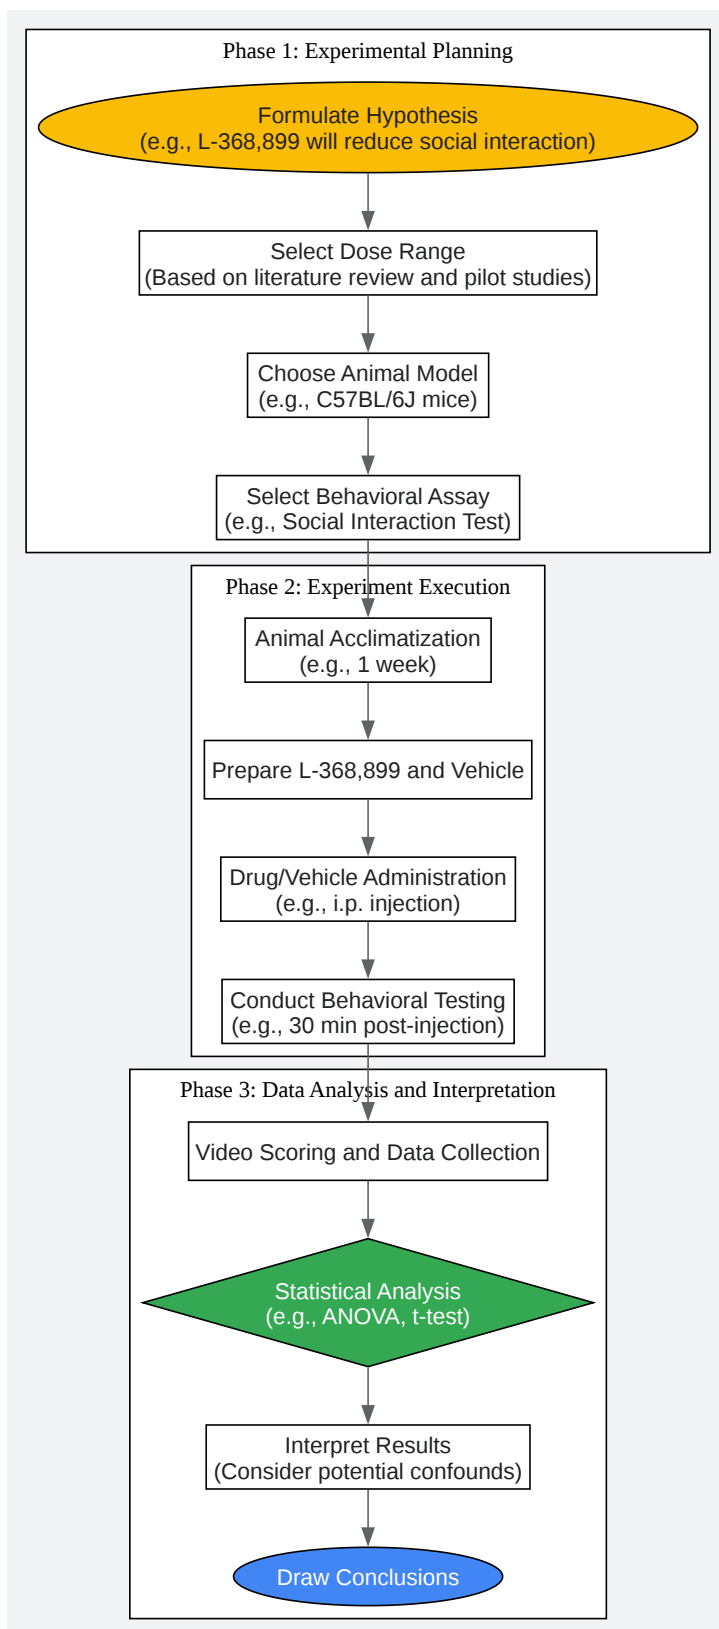 Phase 1: Experimental Planning
Formulate Hypothesis
(e.g., L-368,899 will reduce social interaction)
Select Dose Range
(Based on literature review and pilot studies)
Choose Animal Model
(e.g., C57BL/6J mice)
Select Behavioral Assay
(e.g., Social Interaction Test)
Phase 2: Experiment Execution
Animal Acclimatization
(e.g., 1 week)
Prepare L-368,899 and Vehicle
Drug/Vehicle Administration
(e.g., i.p. injection)
Conduct Behavioral Testing
(e.g., 30 min post-injection)
Phase 3: Data Analysis and Interpretation
Video Scoring and Data Collection
Statistical Analysis
(e.g., ANOVA, t-test)
Interpret Results
(Consider potential confounds)
Draw Conclusions